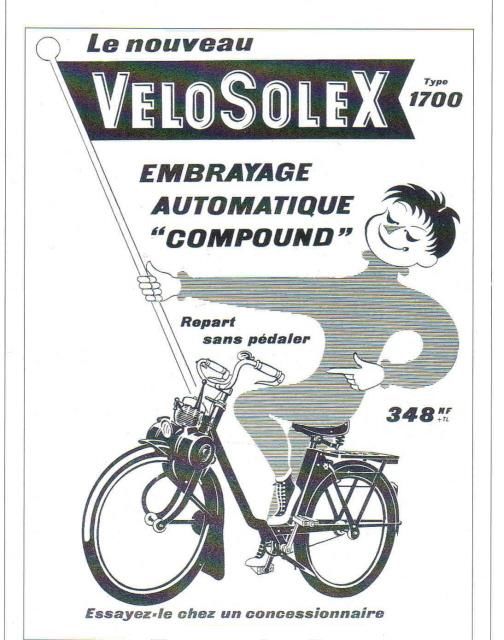 Le nouveau
VELOSOLEX
Type
1700
EMBRAYAGE
AUTOMATIQUE
"COMPOUND"
Repart
sans pédaler
348 NF
+TL
Essayez-le chez un concessionnaire